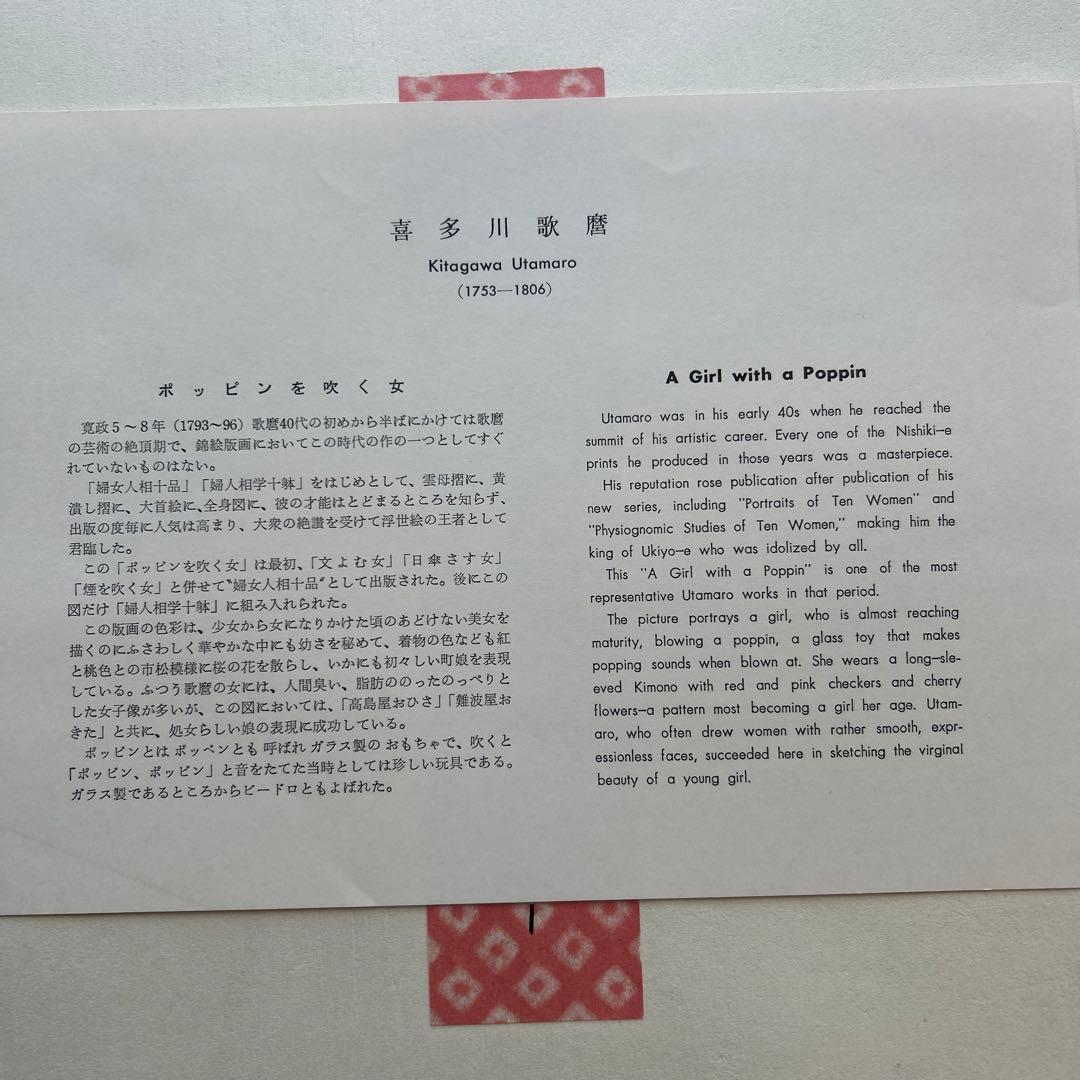 喜多川歌麿
Kitagawa Utamaro
(1753—1806)
ポッピンを吹く女
寛政5～8年（1793～96）歌麿40代の初めから半ばにかけては歌麿
の芸術の絶頂期で、錦絵版画においてこの時代の作の一つとしてすぐ
れていないものはない。
「婦女人相十品」「婦人相学十躰」をはじめとして、雲母摺に、黄
潰し摺に、大首絵に、全身図に、彼の才能はとどまるところを知らず、
出版の度毎に人気は高まり、大衆の絶讃を受けて浮世絵の王者として
君臨した。
この「ポッピンを吹く女」は最初、「文よむ女」「日傘さす女」
「煙を吹く女」と併せて〝婦女人相十品〟として出版された。後にこの
図だけ「婦人相学十躰」に組み入れられた。
この版画の色彩は、少女から女になりかけた頃のあどけない美女を
描くのにふさわしく華やかな中にも幼さを秘めて、着物の色なども紅
と桃色との市松模様に桜の花を散らし、いかにも初々しい町娘を表現
している。ふつう歌麿の女には、人間臭い、脂肪ののったのっぺりと
した女子像が多いが、この図においては、「高島屋おひさ」「難波屋お
きた」と共に、処女らしい娘の表現に成功している。
ポッピンとはポッペンとも呼ばれガラス製のおもちゃで、吹くと
「ポッピン、ポッピン」と音をたてた当時としては珍しい玩具である。
ガラス製であるところからビードロともよばれた。
A Girl with a Poppin
Utamaro was in his early 40s when he reached the
summit of his artistic career. Every one of the Nishiki—e
prints he produced in those years was a masterpiece.
His reputation rose publication after publication of his
new series, including "Portraits of Ten Women" and
"Physiognomic Studies of Ten Women," making him the
king of Ukiyo—e who was idolized by all.
This "A Girl with a Poppin" is one of the most
representative Utamaro works in that period.
The picture portrays a girl, who is almost reaching
maturity, blowing a poppin, a glass toy that makes
popping sounds when blown at. She wears a long—sle-
eved Kimono with red and pink checkers and cherry
flowers—a pattern most becoming a girl her age. Utam-
aro, who often drew women with rather smooth, expr-
essionless faces, succeeded here in sketching the virginal
beauty of a young girl.